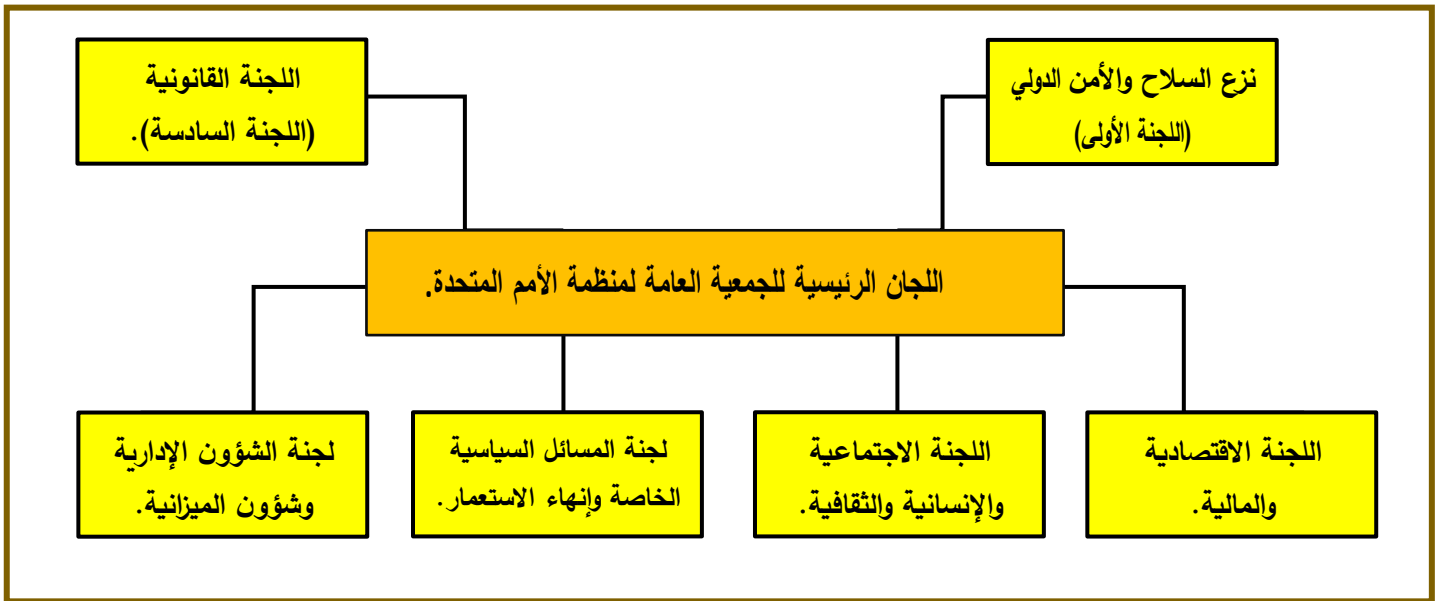 نزع السلاح والأمن الدولي
(اللجنة الأولى)
اللجنة القانونية
(اللجنة السادسة).
اللجان الرئيسية للجمعية العامة لمنظمة الأمم المتحدة.
اللجنة الاقتصادية
والمالية.
اللجنة الاجتماعية
والإنسانية والثقافية.
لجنة المسائل السياسية
الخاصة وإنهاء الاستعمار.
لجنة الشؤون الإدارية
وشؤون الميزانية.